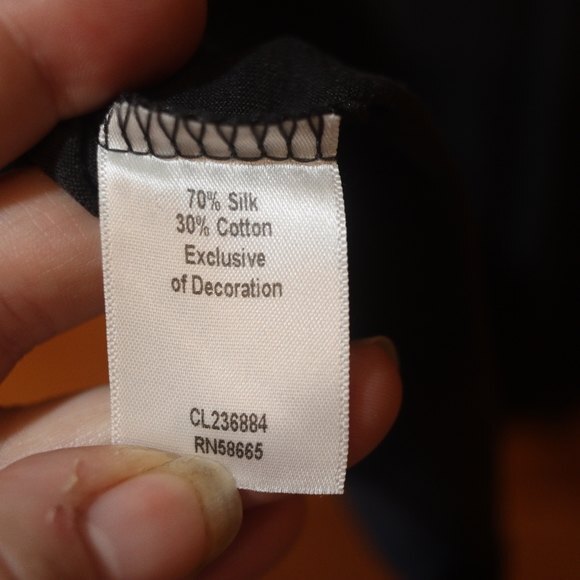 70% Silk
30% Cotton
Exclusive
of Decoration
CL236884
RN58665